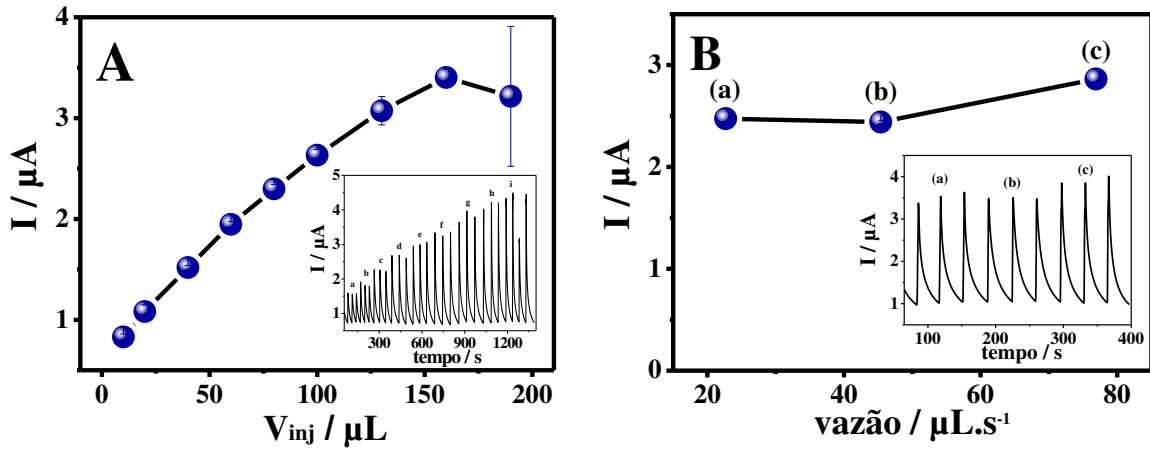 A
I / µA
4
3
2
1
0
50
100
150
200
Vinj / µL
I / µA
5
4
3
2
1
a
b
c
d
e
f
g
h
i
300
600
900
1200
tempo / s
B
I / µA
3
2
1
0
(a)
(b)
(c)
20
40
60
80
vazão / µL.s-1
I / µA
4
3
2
1
(a)
(b)
(c)
100
200
300
400
tempo / s